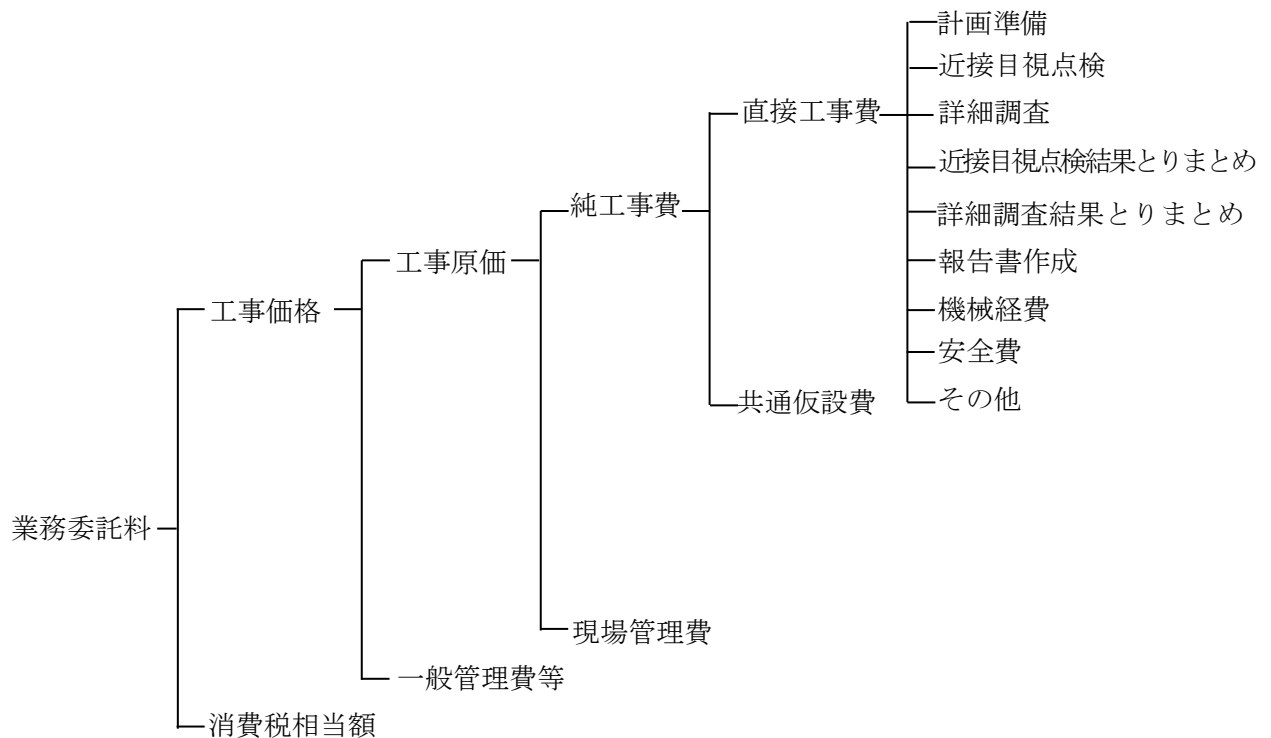 計画準備
近接目視点検
直接工事費
詳細調査
近接目視点検結果とりまとめ
純工事費
詳細調査結果とりまとめ
工事原価
報告書作成
工事価格
機械経費
安全費
共通仮設費
その他
業務委託料
現場管理費
一般管理費等
消費税相当額